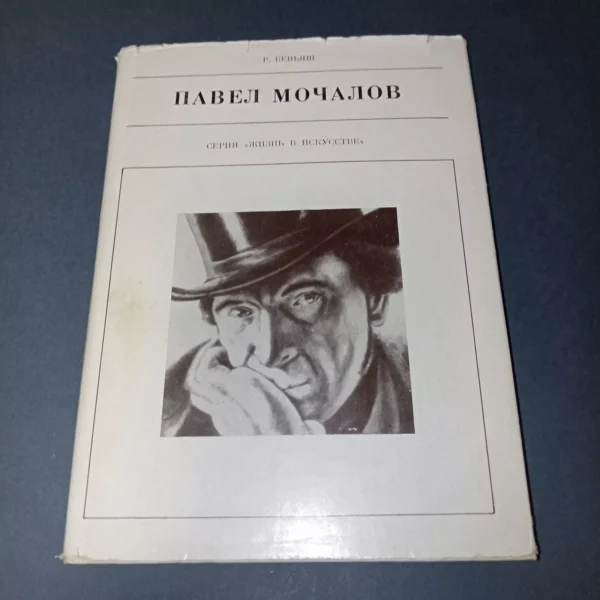 Р. БЕНЬЯШ
ПАВЕЛ МОЧАЛОВ
СЕРИЯ «ЖИЗНЬ В ИСКУССТВЕ»